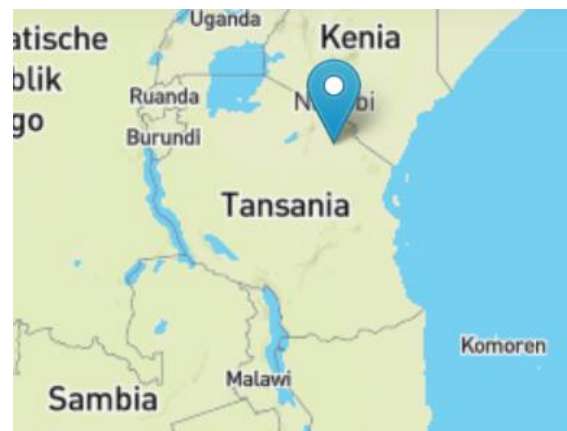 Uganda
atische
Kenia
blik
Ruanda
go
Burundi
Tansania
Komoren
Malawi
Sambia